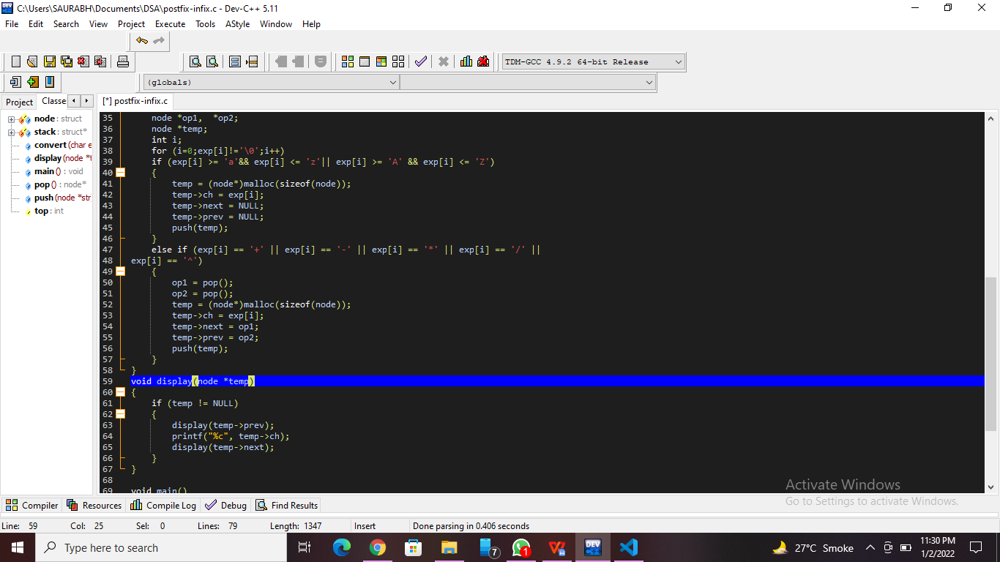 C:\Users\SAURABH\Documents\DSA\postfix-infix.c - Dev-C++ 5.11
File Edit Search View Project Execute Tools AStyle Window Help
TDM-GCC 4.9.2 64-bit Release
(globals)
Project Classe
[*] postfix-infix.c
node : struct
stack : struct*
convert (char e
display (node *t
main () : void
pop () : node*
push (node *str
top : int
35 node *op1, *op2;
36 node *temp;
37 int i;
38 for (i=0;exp[i]!='\0';i++)
39 if (exp[i] >= 'a'&& exp[i] <= 'z'|| exp[i] >= 'A' && exp[i] <= 'Z')
40 {
41 temp = (node*)malloc(sizeof(node));
42 temp->ch = exp[i];
43 temp->next = NULL;
44 temp->prev = NULL;
45 push(temp);
46 }
47 else if (exp[i] == '+' || exp[i] == '-' || exp[i] == '*' || exp[i] == '/' ||
48 exp[i] == '^')
49 {
50 op1 = pop();
51 op2 = pop();
52 temp = (node*)malloc(sizeof(node));
53 temp->ch = exp[i];
54 temp->next = op1;
55 temp->prev = op2;
56 push(temp);
57 }
58 }
59 void display(node *temp)
60 {
61 if (temp != NULL)
62 {
63 display(temp->prev);
64 printf("%c", temp->ch);
65 display(temp->next);
66 }
67 }
68
69 void main()
Activate Windows
Go to Settings to activate Windows.
Compiler Resources Compile Log Debug Find Results
Line: 59 Col: 25 Sel: 0 Lines: 79 Length: 1347 Insert Done parsing in 0.406 seconds
Type here to search
7
1
DEV
27°C Smoke
11:30 PM
1/2/2022